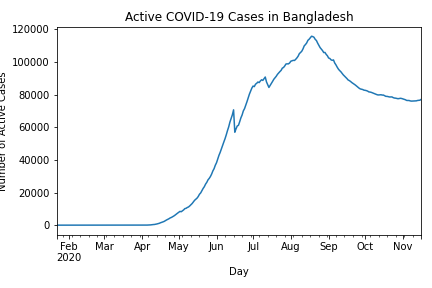 Active COVID-19 Cases in Bangladesh
Number of Active Cases
120000
100000
80000
60000
40000
20000
0
Feb Mar Apr May Jun Jul Aug Sep Oct Nov
2020
Day